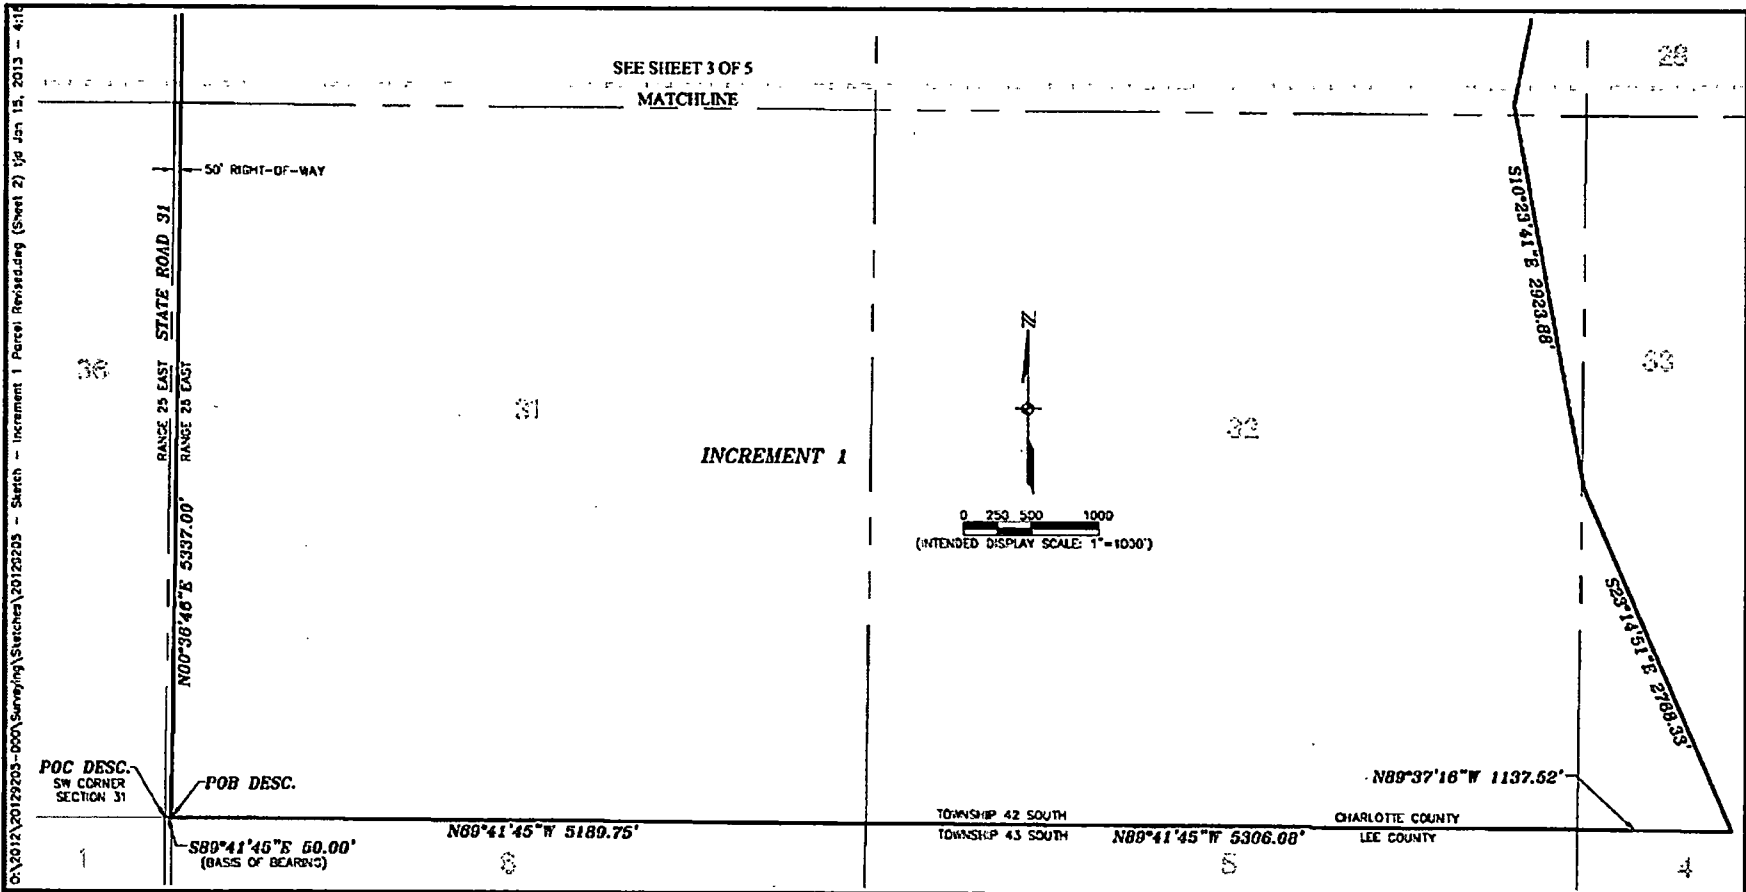 O:\2012\20129205-000\Surveying\Sketches\20129205 - Sketch - Increment 1 Parcel Revised.dwg (Sheet 2) tjd Jan 15, 2013 - 4:16
SEE SHEET 3 OF 5
MATCHLINE
28
50' RIGHT-OF-WAY
STATE ROAD 31
RANGE 25 EAST
RANGE 25 EAST
N00°36'46"E 5337.00'
S10°23'41"E 2923.88'
36
31
32
33
N
INCREMENT 1
0 250 500 1000
(INTENDED DISPLAY SCALE: 1"=1000')
S23°14'51"E 2768.33'
POC DESC.
SW CORNER
SECTION 31
POB DESC.
N89°37'16"W 1137.52'
TOWNSHIP 42 SOUTH
CHARLOTTE COUNTY
N89°41'45"W 5189.75'
TOWNSHIP 43 SOUTH
N89°41'45"W 5306.08'
LEE COUNTY
S89°41'45"E 50.00'
(BASIS OF BEARING)
1
6
5
4